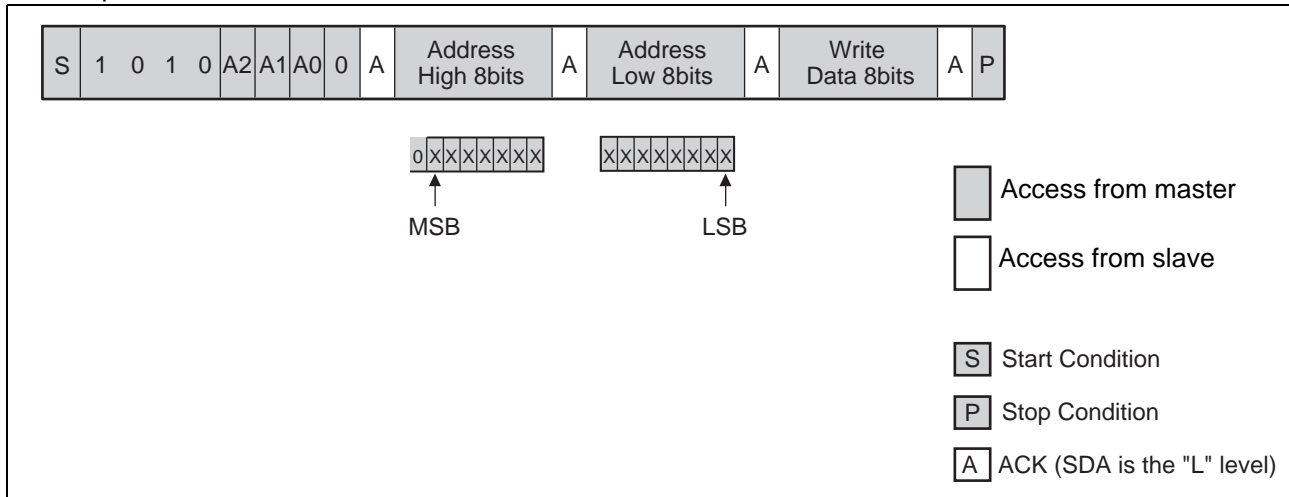 S 1 0 1 0 A2 A1 A0 0 A Address High 8bits A Address Low 8bits A Write Data 8bits A P
0 X X X X X X X X X X X X X X X
MSB LSB
Access from master
Access from slave
S Start Condition
P Stop Condition
A ACK (SDA is the "L" level)